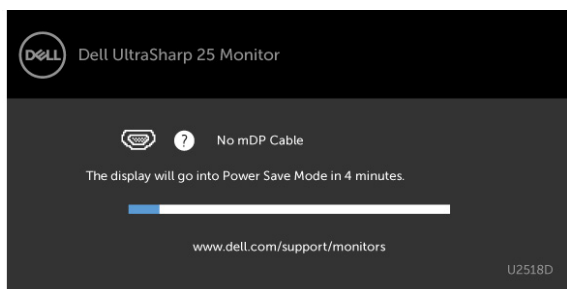 DELL
Dell UltraSharp 25 Monitor
? No mDP Cable
The display will go into Power Save Mode in 4 minutes.
www.dell.com/support/monitors
U2518D